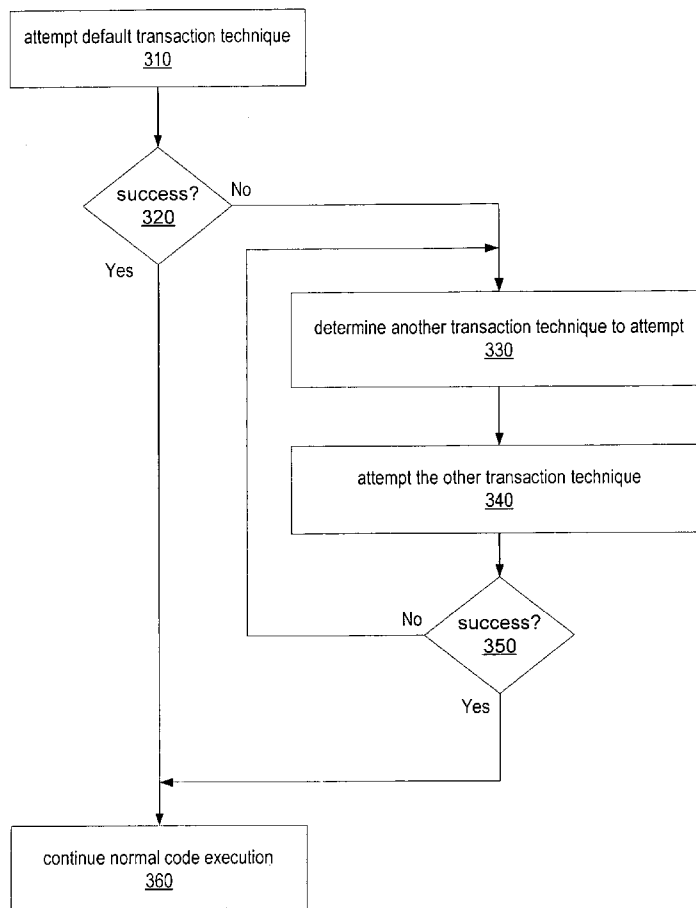 attempt default transaction technique
310
success?
320
No
Yes
determine another transaction technique to attempt
330
attempt the other transaction technique
340
success?
350
No
Yes
continue normal code execution
360